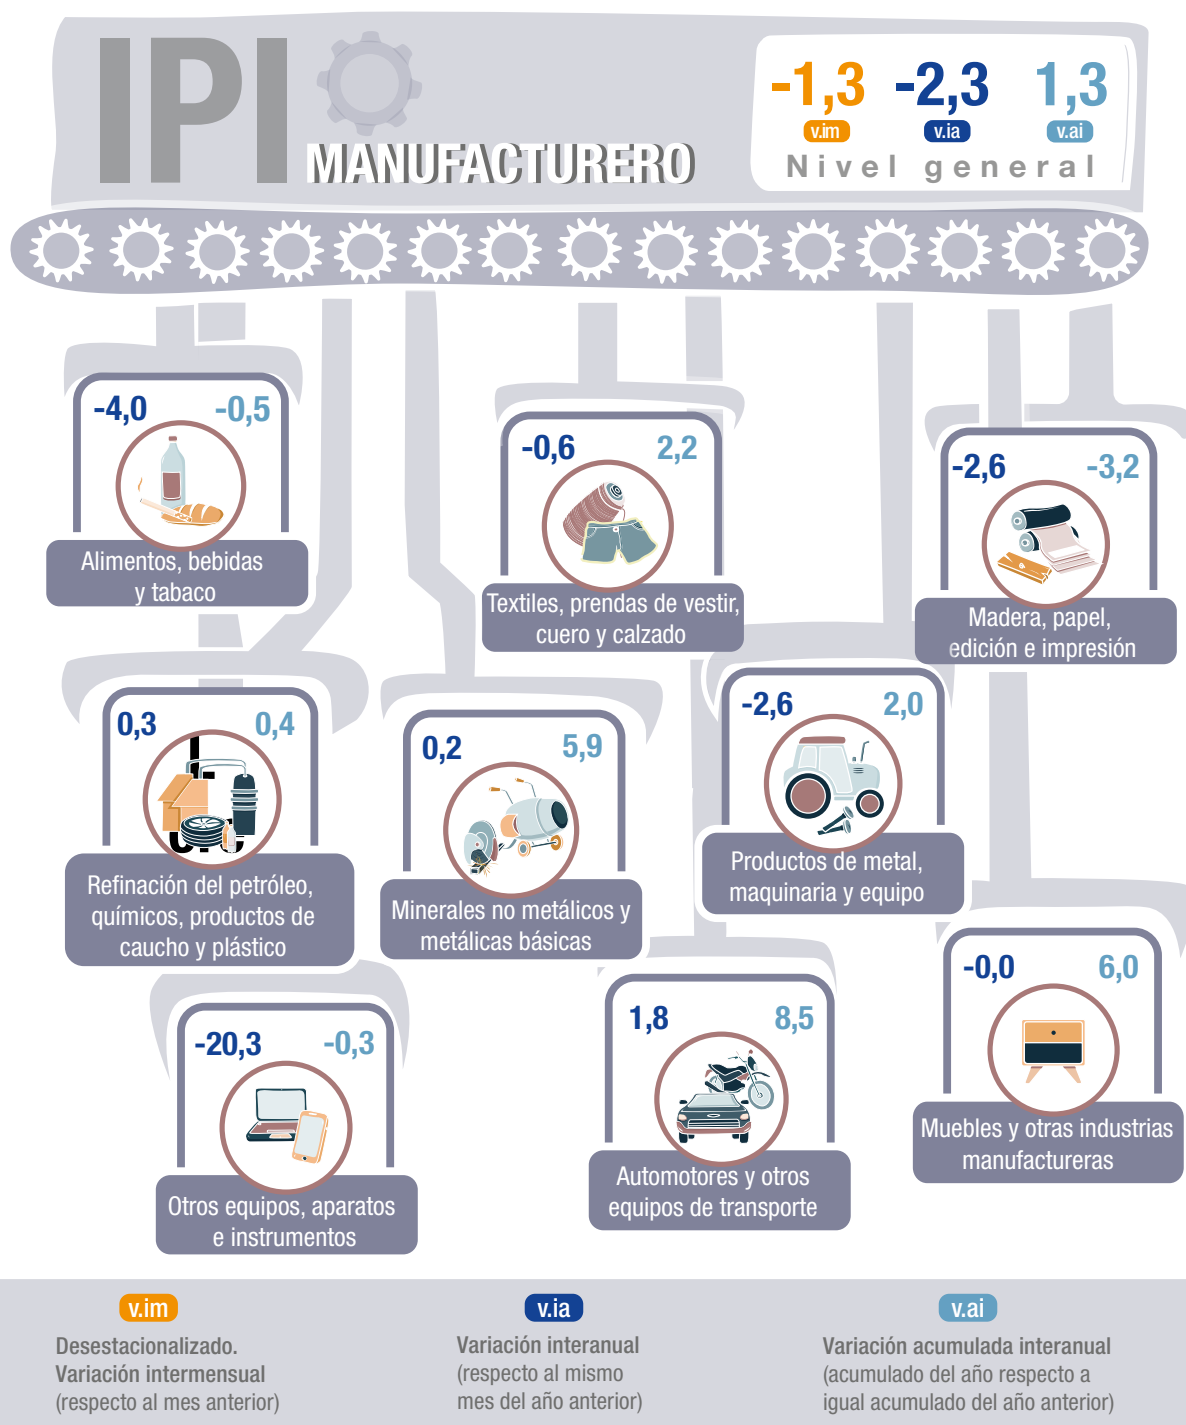 IPI
MANUFACTURERO
-1,3 -2,3 1,3
v.im v.ia v.ai
Nivel general
-4,0 -0,5
Alimentos, bebidas
y tabaco
-0,6 2,2
Textiles, prendas de vestir,
cuero y calzado
-2,6 -3,2
Madera, papel,
edición e impresión
0,3 0,4
Refinación del petróleo,
químicos, productos de
caucho y plástico
0,2 5,9
Minerales no metálicos y
metálicas básicas
-2,6 2,0
Productos de metal,
maquinaria y equipo
-20,3 -0,3
Otros equipos, aparatos
e instrumentos
1,8 8,5
Automotores y otros
equipos de transporte
-0,0 6,0
Muebles y otras industrias
manufactureras
v.im
Desestacionalizado.
Variación intermensual
(respecto al mes anterior)
v.ia
Variación interanual
(respecto al mismo
mes del año anterior)
v.ai
Variación acumulada interanual
(acumulado del año respecto a
igual acumulado del año anterior)